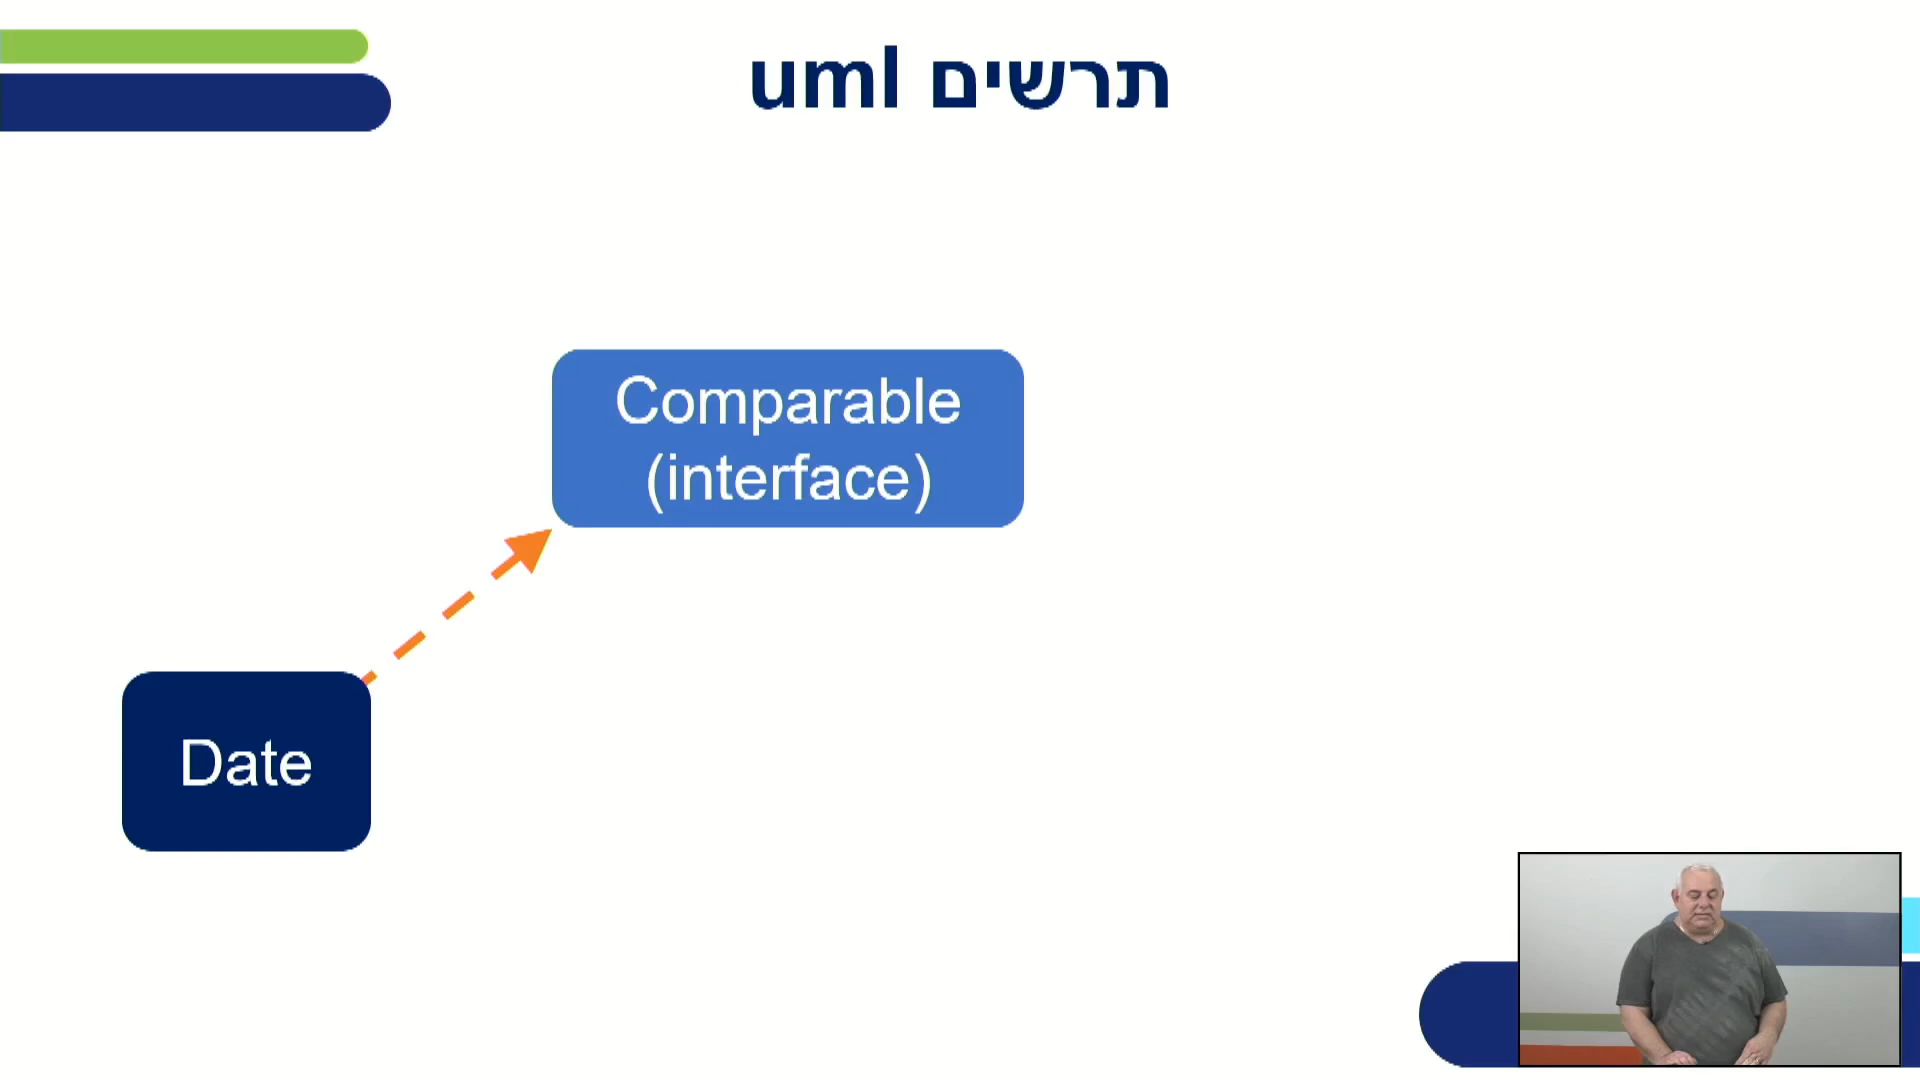 תרשים uml
Comparable
(interface)
Date